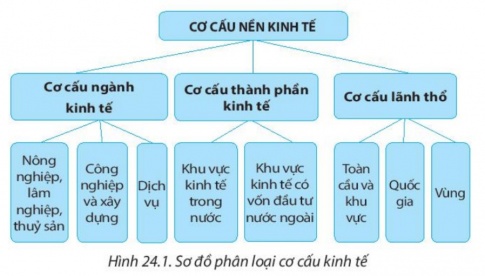 CƠ CẤU NỀN KINH TẾ
Cơ cấu ngành
kinh tế
Cơ cấu thành phần
kinh tế
Cơ cấu lãnh thổ
Nông
nghiệp,
lâm
nghiệp,
thuỷ sản
Công
nghiệp
và xây
dựng
Dịch
vụ
Khu vực
kinh tế
trong
nước
Khu vực
kinh tế có
vốn đầu tư
nước ngoài
Toàn
cầu và
khu
vực
Quốc
gia
Vùng
Hình 24.1. Sơ đồ phân loại cơ cấu kinh tế